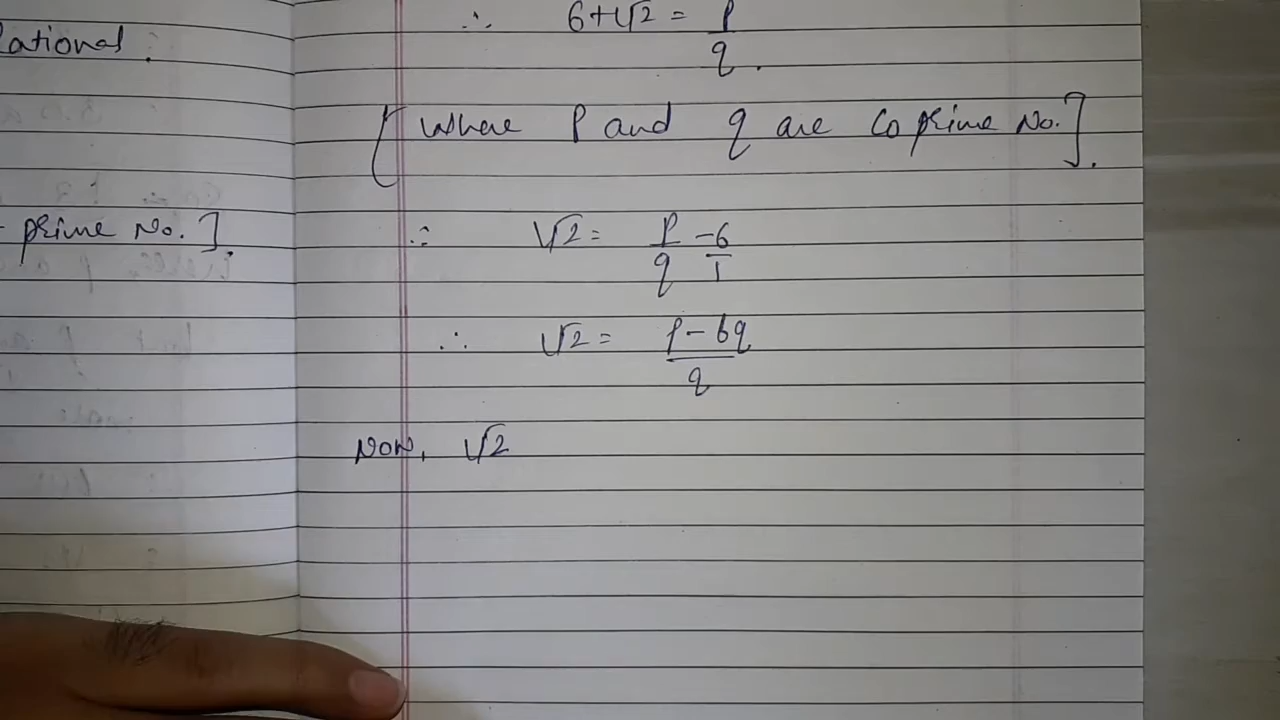 Rational.
prime No.].
∴ 6+√2 = P/q.
[where P and q are Co prime No.].
∴ √2 = P/q - 6/1
∴ √2 = P - 6q/q
Now, √2